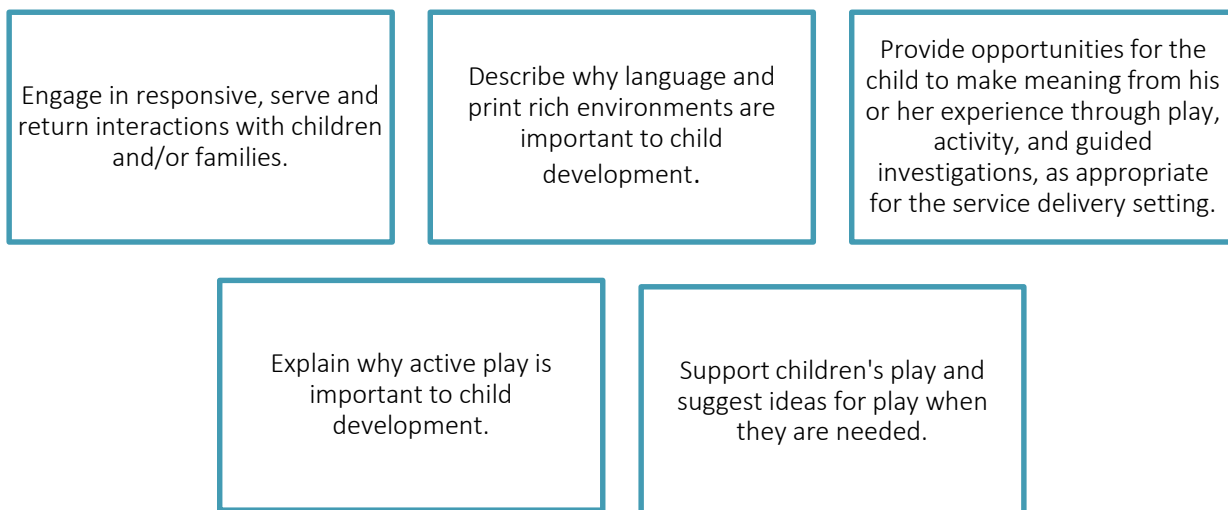 Engage in responsive, serve and
return interactions with children
and/or families.
Describe why language and
print rich environments are
important to child
development.
Provide opportunities for the
child to make meaning from his
or her experience through play,
activity, and guided
investigations, as appropriate
for the service delivery setting.
Explain why active play is
important to child
development.
Support children's play and
suggest ideas for play when
they are needed.